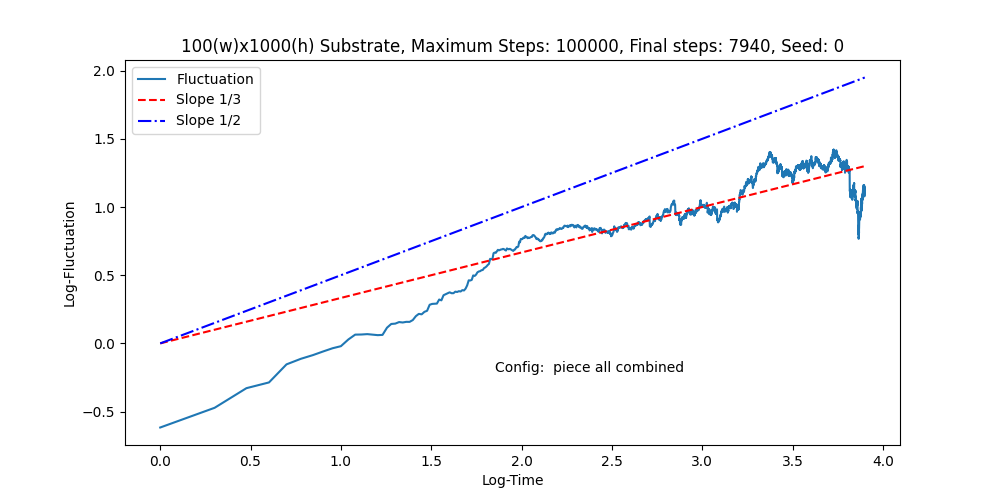 100(w)x1000(h) Substrate, Maximum Steps: 100000, Final steps: 7940, Seed: 0
Fluctuation
Slope 1/3
Slope 1/2
Log-Fluctuation
2.0
1.5
1.0
0.5
0.0
−0.5
Config:  piece all combined
0.0 0.5 1.0 1.5 2.0 2.5 3.0 3.5 4.0
Log-Time